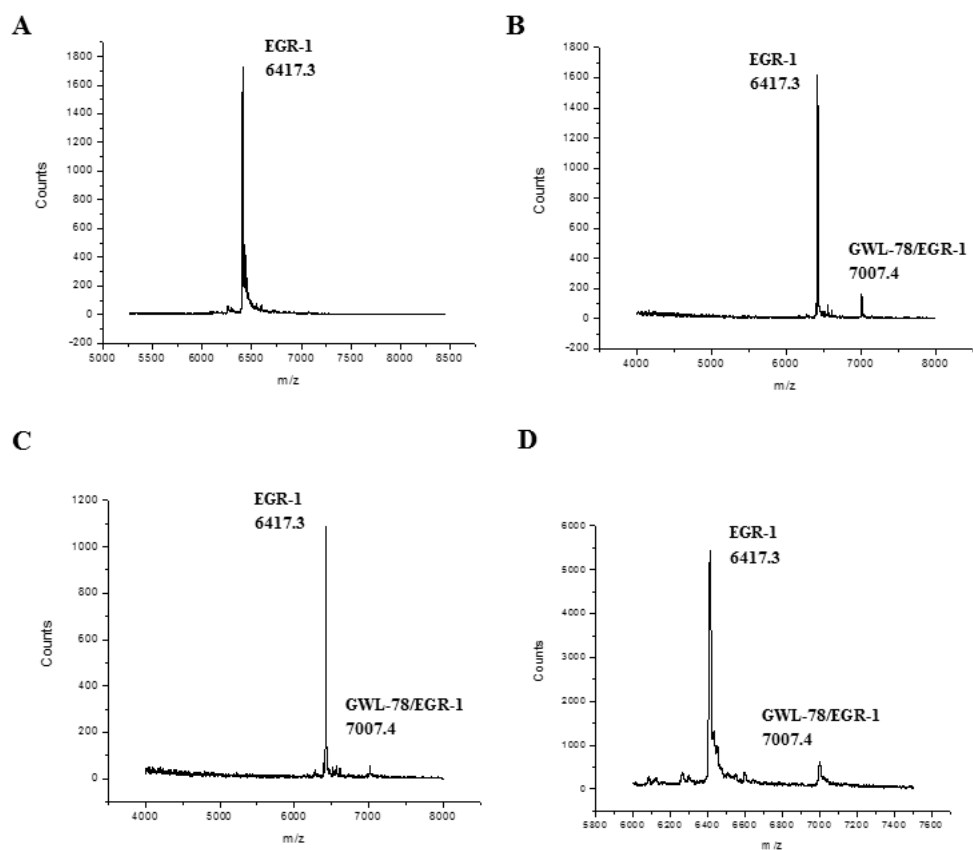 A
EGR-1
6417.3
1800
1600
1400
1200
1000
800
600
400
200
0
-200
Counts
5000 5500 6000 6500 7000 7500 8000 8500
m/z
B
EGR-1
6417.3
GWL-78/EGR-1
7007.4
1800
1600
1400
1200
1000
800
600
400
200
0
-200
Counts
4000 5000 6000 7000 8000
m/z
C
EGR-1
6417.3
GWL-78/EGR-1
7007.4
1200
1000
800
600
400
200
0
Counts
4000 5000 6000 7000 8000
m/z
D
EGR-1
6417.3
GWL-78/EGR-1
7007.4
6000
5000
4000
3000
2000
1000
0
Counts
5800 6000 6200 6400 6600 6800 7000 7200 7400 7600
m/z